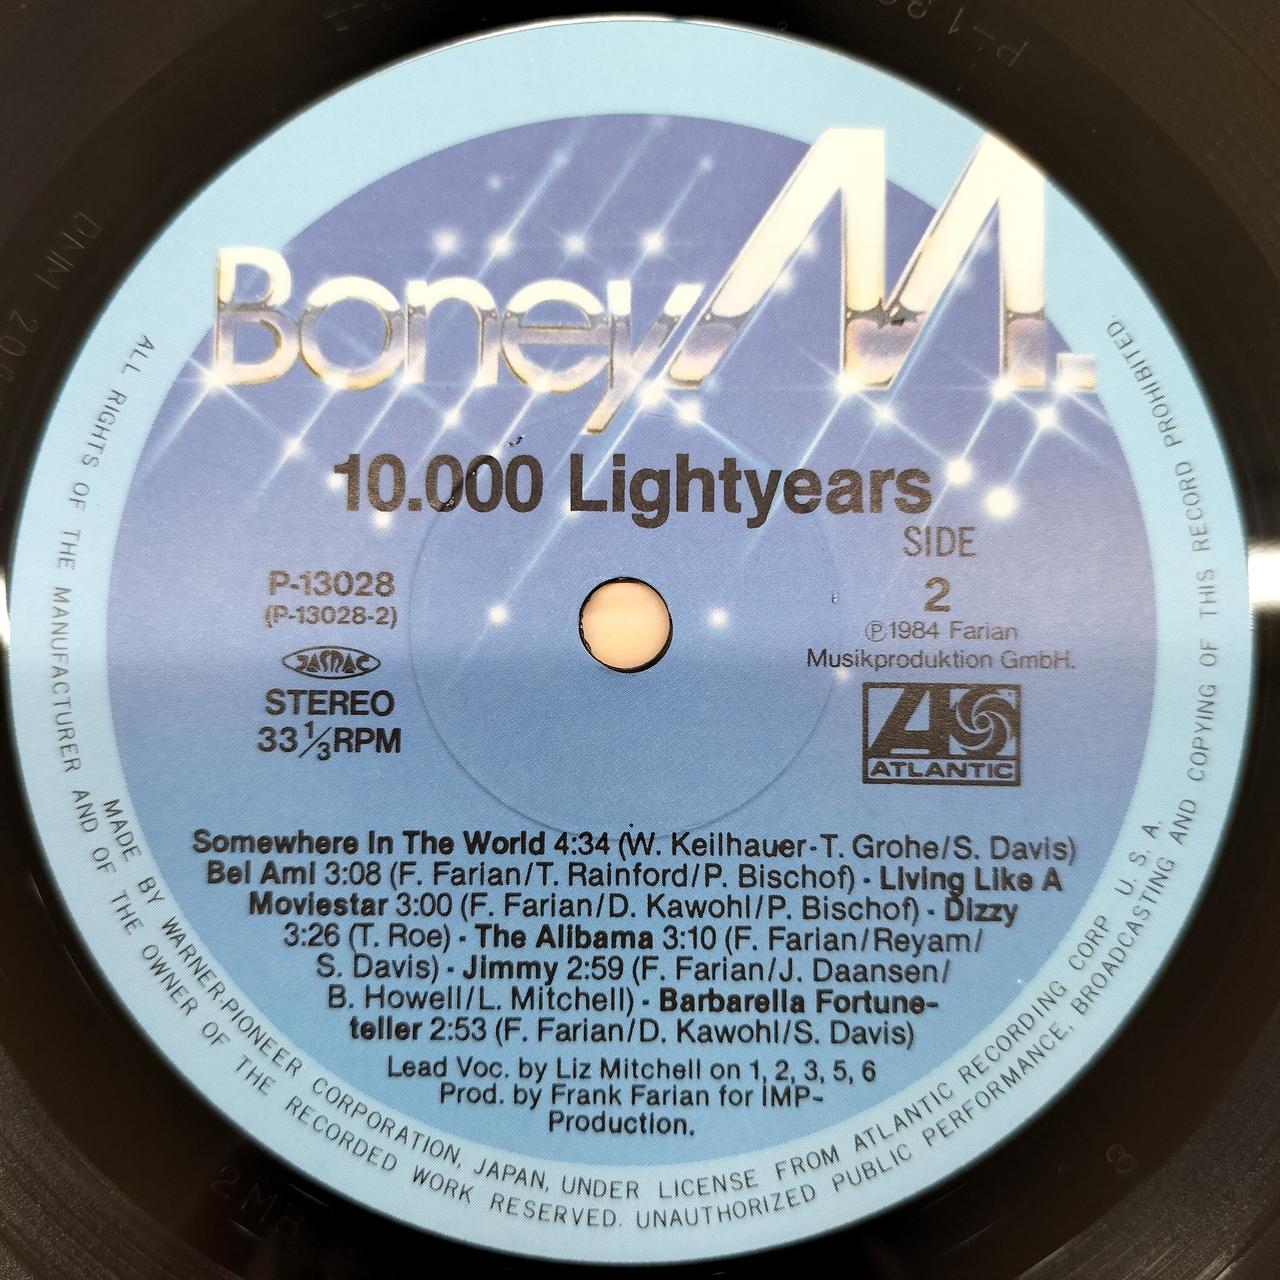 Boney M.
10.000 Lightyears
SIDE
2
P-13028
(P-13028-2)
JASRAC
STEREO
33 1/3 RPM
℗1984 Farian
Musikproduktion GmbH.
ATLANTIC
Somewhere In The World 4:34 (W. Keilhauer-T. Grohe/S. Davis)
Bel Ami 3:08 (F. Farian/T. Rainford/P. Bischof) - Living Like A
Moviestar 3:00 (F. Farian/D. Kawohl/P. Bischof) - Dizzy
3:26 (T. Roe) - The Alibama 3:10 (F. Farian/Reyam/
S. Davis) - Jimmy 2:59 (F. Farian/J. Daansen/
B. Howell/L. Mitchell) - Barbarella Fortune-
teller 2:53 (F. Farian/D. Kawohl/S. Davis)
Lead Voc. by Liz Mitchell on 1, 2, 3, 5, 6
Prod. by Frank Farian for IMP-
Production.
MADE BY WARNER-PIONEER CORPORATION, JAPAN, UNDER LICENSE FROM ATLANTIC RECORDING CORP U. S. A.
ALL RIGHTS OF THE MANUFACTURER AND OF THE OWNER OF THE RECORDED WORK RESERVED. UNAUTHORIZED PUBLIC PERFORMANCE, BROADCASTING AND COPYING OF THIS RECORD PROHIBITED.